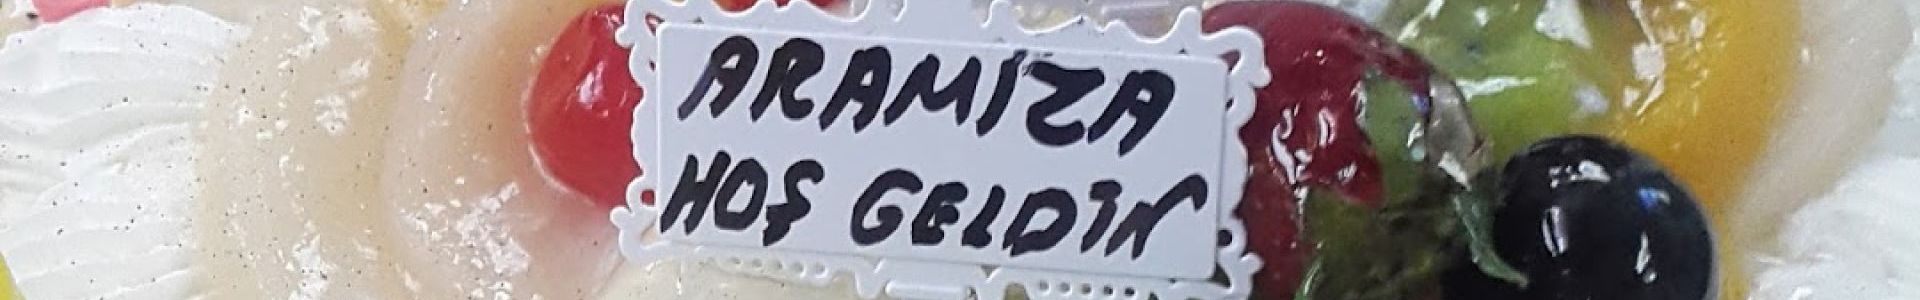 ARAMIZA
HOŞ GELDİN